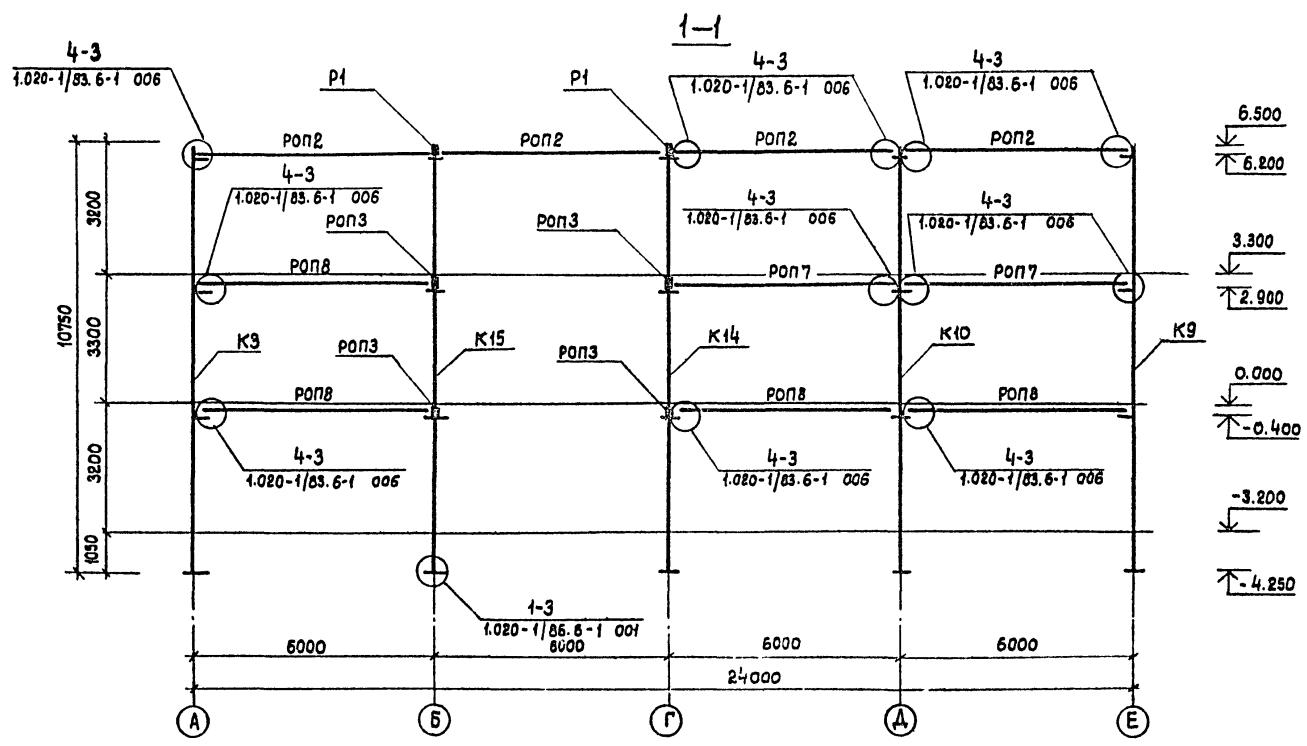 1-1
4-3
1.020-1/83.6-1 006
Р1
Р1
4-3
1.020-1/83.6-1 006
4-3
1.020-1/83.6-1 006
6.500
6.200
РОП2
РОП2
РОП2
РОП2
4-3
1.020-1/83.6-1 006
РОП3
РОП3
4-3
1.020-1/83.6-1 006
4-3
1.020-1/83.6-1 006
3.300
2.900
РОП8
РОП7
РОП7
3200
3300
3200
1050
10750
К9
РОП3
К15
РОП3
К14
К10
К9
0.000
-0.400
РОП8
РОП8
РОП8
4-3
1.020-1/83.6-1 006
4-3
1.020-1/83.6-1 006
4-3
1.020-1/83.6-1 006
-3.200
-4.250
1-3
1.020-1/86.6-1 001
6000
6000
6000
6000
24000
А
Б
Г
Д
Е